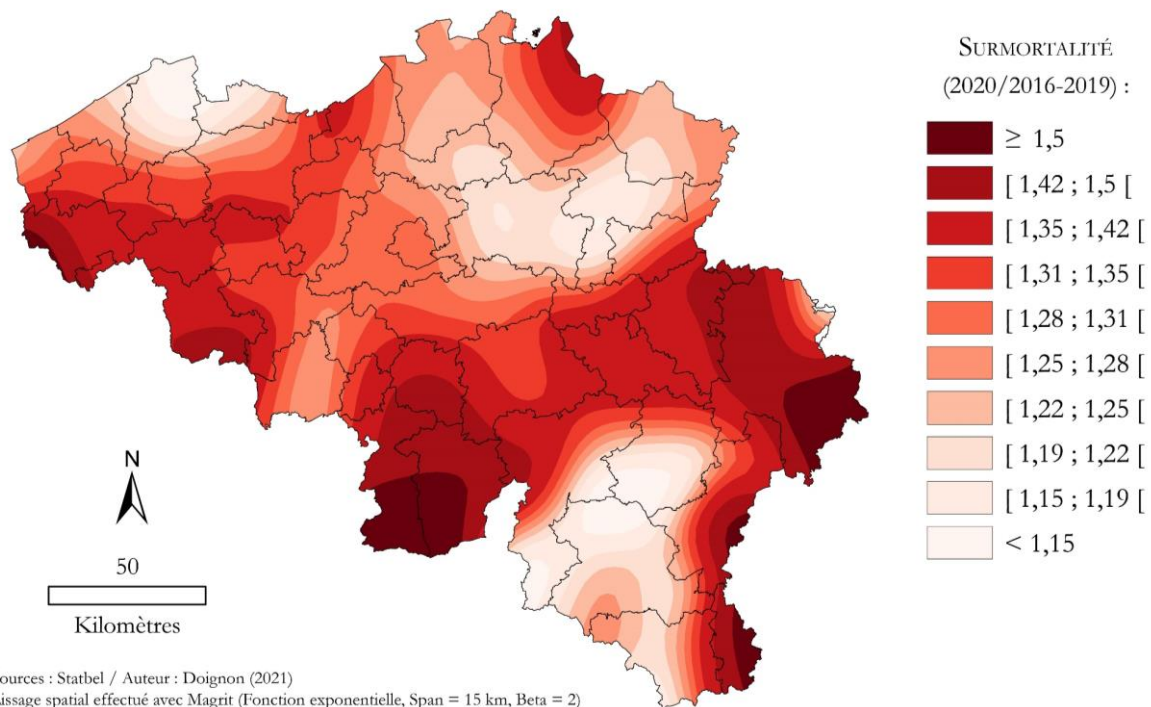 SURMORTALITÉ
(2020/2016-2019) :
≥ 1,5
[ 1,42 ; 1,5 [
[ 1,35 ; 1,42 [
[ 1,31 ; 1,35 [
[ 1,28 ; 1,31 [
[ 1,25 ; 1,28 [
[ 1,22 ; 1,25 [
[ 1,19 ; 1,22 [
[ 1,15 ; 1,19 [
< 1,15
N
50
Kilomètres
ources : Statbel / Auteur : Doignon (2021)
issage spatial effectué avec Magrit (Fonction exponentielle, Span = 15 km, Beta = 2)